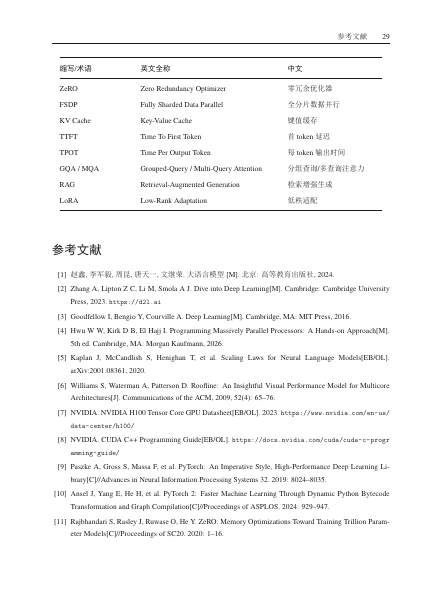 参考文献 29
缩写/术语 英文全称 中文
ZeRO Zero Redundancy Optimizer 零冗余优化器
FSDP Fully Sharded Data Parallel 全分片数据并行
KV Cache Key-Value Cache 键值缓存
TTFT Time To First Token 首 token 延迟
TPOT Time Per Output Token 每 token 输出时间
GQA / MQA Grouped-Query / Multi-Query Attention 分组查询/多查询注意力
RAG Retrieval-Augmented Generation 检索增强生成
LoRA Low-Rank Adaptation 低秩适配
参考文献
[1] 赵鑫, 李军毅, 周昆, 唐天一, 文继荣. 大语言模型 [M]. 北京: 高等教育出版社, 2024.
[2] Zhang A, Lipton Z C, Li M, Smola A J. Dive into Deep Learning[M]. Cambridge: Cambridge University
Press, 2023. https://d2l.ai
[3] Goodfellow I, Bengio Y, Courville A. Deep Learning[M]. Cambridge, MA: MIT Press, 2016.
[4] Hwu W W, Kirk D B, El Hajj I. Programming Massively Parallel Processors: A Hands-on Approach[M].
5th ed. Cambridge, MA: Morgan Kaufmann, 2026.
[5] Kaplan J, McCandlish S, Henighan T, et al. Scaling Laws for Neural Language Models[EB/OL].
arXiv:2001.08361, 2020.
[6] Williams S, Waterman A, Patterson D. Roofline: An Insightful Visual Performance Model for Multicore
Architectures[J]. Communications of the ACM, 2009, 52(4): 65–76.
[7] NVIDIA. NVIDIA H100 Tensor Core GPU Datasheet[EB/OL]. 2023. https://www.nvidia.com/en-us/
data-center/h100/
[8] NVIDIA. CUDA C++ Programming Guide[EB/OL]. https://docs.nvidia.com/cuda/cuda-c-progr
amming-guide/
[9] Paszke A, Gross S, Massa F, et al. PyTorch: An Imperative Style, High-Performance Deep Learning Li-
brary[C]//Advances in Neural Information Processing Systems 32. 2019: 8024–8035.
[10] Ansel J, Yang E, He H, et al. PyTorch 2: Faster Machine Learning Through Dynamic Python Bytecode
Transformation and Graph Compilation[C]//Proceedings of ASPLOS. 2024: 929–947.
[11] Rajbhandari S, Rasley J, Ruwase O, He Y. ZeRO: Memory Optimizations Toward Training Trillion Param-
eter Models[C]//Proceedings of SC20. 2020: 1–16.